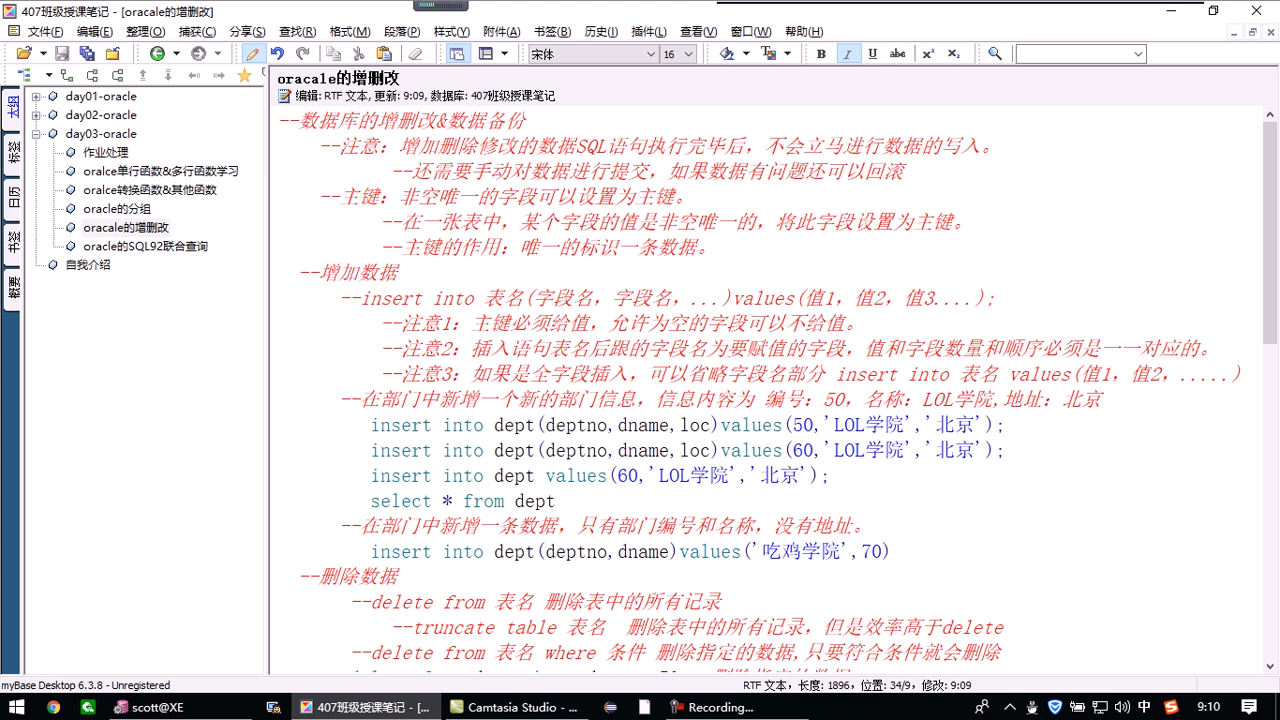 407班级授课笔记 - [oracale的增删改]
文件(F) 编辑(E) 整理(O) 捕获(C) 分享(S) 查找(R) 格式(M) 段落(P) 样式(Y) 附件(A) 书签(B) 历史(I) 插件(L) 查看(V) 窗口(W) 帮助(H)
宋体 16 B I U abc x² x₂
day01-oracle
day02-oracle
day03-oracle
作业处理
oralce单行函数&多行函数学习
oralce转换函数&其他函数
oracle的分组
oracale的增删改
oracle的SQL92联合查询
自我介绍
标签
日历
书签
oracale的增删改
编辑: RTF 文本, 更新: 9:09, 数据库: 407班级授课笔记
--数据库的增删改&数据备份
--注意：增加删除修改的数据SQL语句执行完毕后，不会立马进行数据的写入。
--还需要手动对数据进行提交，如果数据有问题还可以回滚
--主键：非空唯一的字段可以设置为主键。
--在一张表中，某个字段的值是非空唯一的，将此字段设置为主键。
--主键的作用：唯一的标识一条数据。
--增加数据
--insert into 表名(字段名，字段名，...)values(值1，值2，值3....);
--注意1：主键必须给值，允许为空的字段可以不给值。
--注意2：插入语句表名后跟的字段名为要赋值的字段，值和字段数量和顺序必须是一一对应的。
--注意3：如果是全字段插入，可以省略字段名部分 insert into 表名 values(值1，值2，.....)
--在部门中新增一个新的部门信息，信息内容为 编号：50，名称：LOL学院,地址：北京
insert into dept(deptno,dname,loc)values(50,'LOL学院','北京');
insert into dept(deptno,dname,loc)values(60,'LOL学院','北京');
insert into dept values(60,'LOL学院','北京');
select * from dept
--在部门中新增一条数据，只有部门编号和名称，没有地址。
insert into dept(deptno,dname)values('吃鸡学院',70)
--删除数据
--delete from 表名 删除表中的所有记录
--truncate table 表名  删除表中的所有记录，但是效率高于delete
--delete from 表名 where 条件 删除指定的数据,只要符合条件就会删除
myBase Desktop 6.3.8 - Unregistered
RTF 文本，长度: 1896，位置: 34/9，修改: 9:09
scott@XE
407班级授课笔记 - [...
Camtasia Studio - ...
Recording...
中
9:10